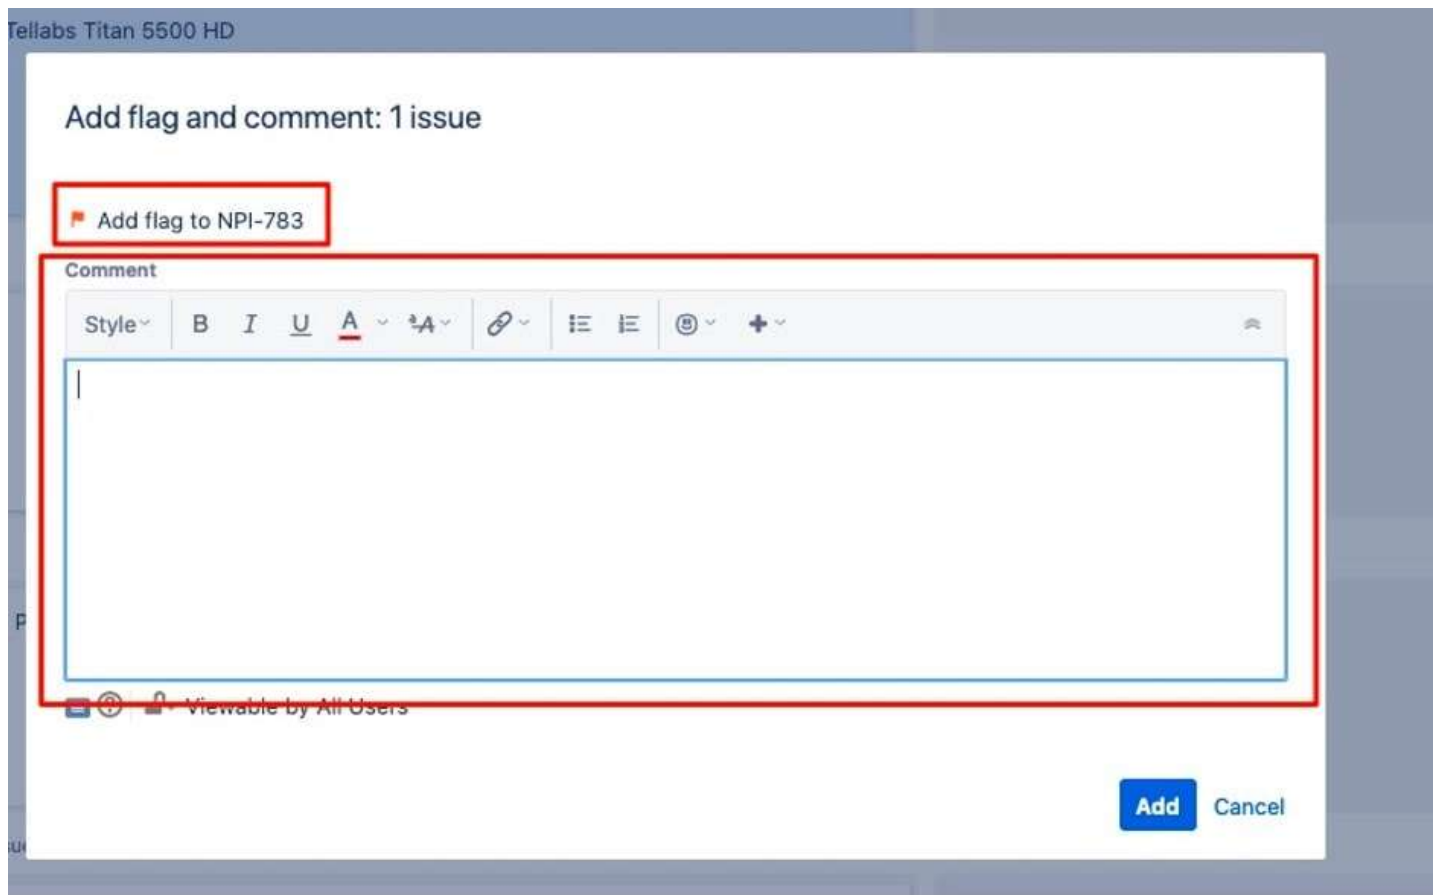 Tellabs Titan 5500 HD
Add flag and comment: 1 issue
Add flag to NPI-783
Comment
Style B I U A A
P
Viewable by All Users
Add Cancel